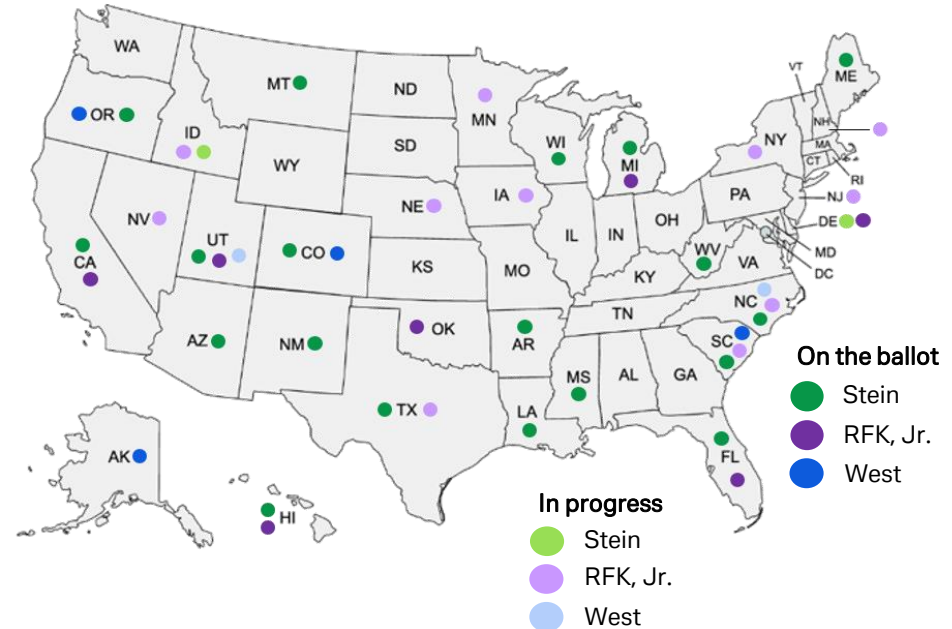 WA
MT
ND
MN
VT
ME
OR
ID
SD
WI
MI
NH
NY
MA
WY
CT
RI
IA
PA
NJ
NE
NV
OH
DE
UT
CO
IL
IN
WV
MD
CA
KS
MO
VA
DC
KY
NC
TN
AZ
NM
OK
AR
SC
On the ballot
MS
AL
GA
Stein
TX
LA
RFK, Jr.
AK
FL
West
In progress
HI
Stein
RFK, Jr.
West